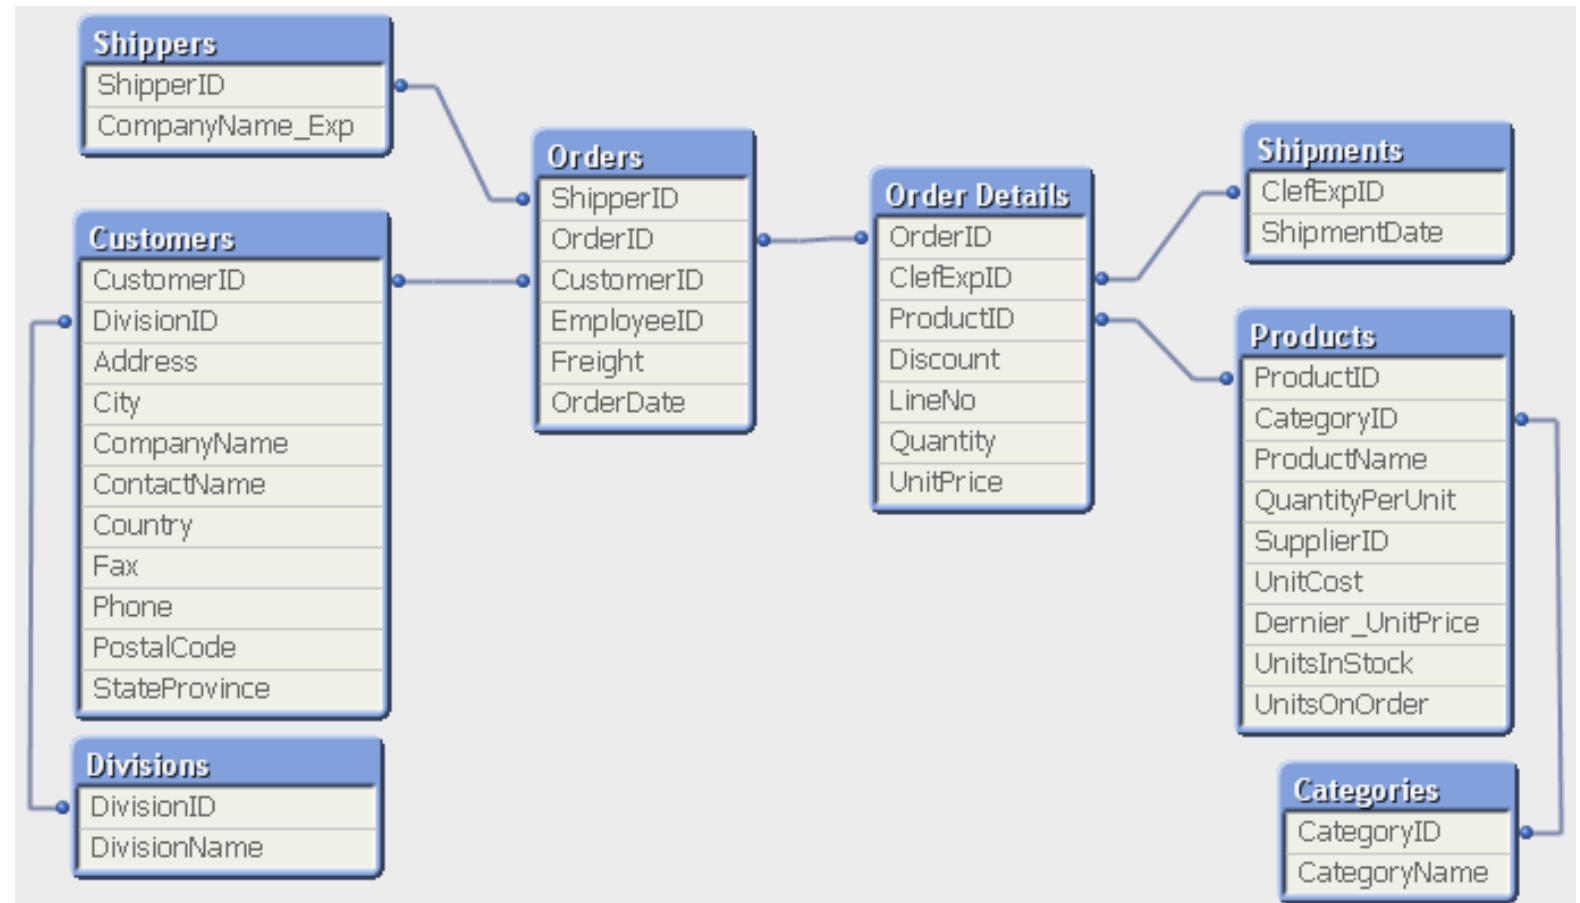 Shippers
ShipperID
CompanyName_Exp
Customers
CustomerID
DivisionID
Address
City
CompanyName
ContactName
Country
Fax
Phone
PostalCode
StateProvince
Divisions
DivisionID
DivisionName
Orders
ShipperID
OrderID
CustomerID
EmployeeID
Freight
OrderDate
Order Details
OrderID
ClefExpID
ProductID
Discount
LineNo
Quantity
UnitPrice
Shipments
ClefExpID
ShipmentDate
Products
ProductID
CategoryID
ProductName
QuantityPerUnit
SupplierID
UnitCost
Dernier_UnitPrice
UnitsInStock
UnitsOnOrder
Categories
CategoryID
CategoryName